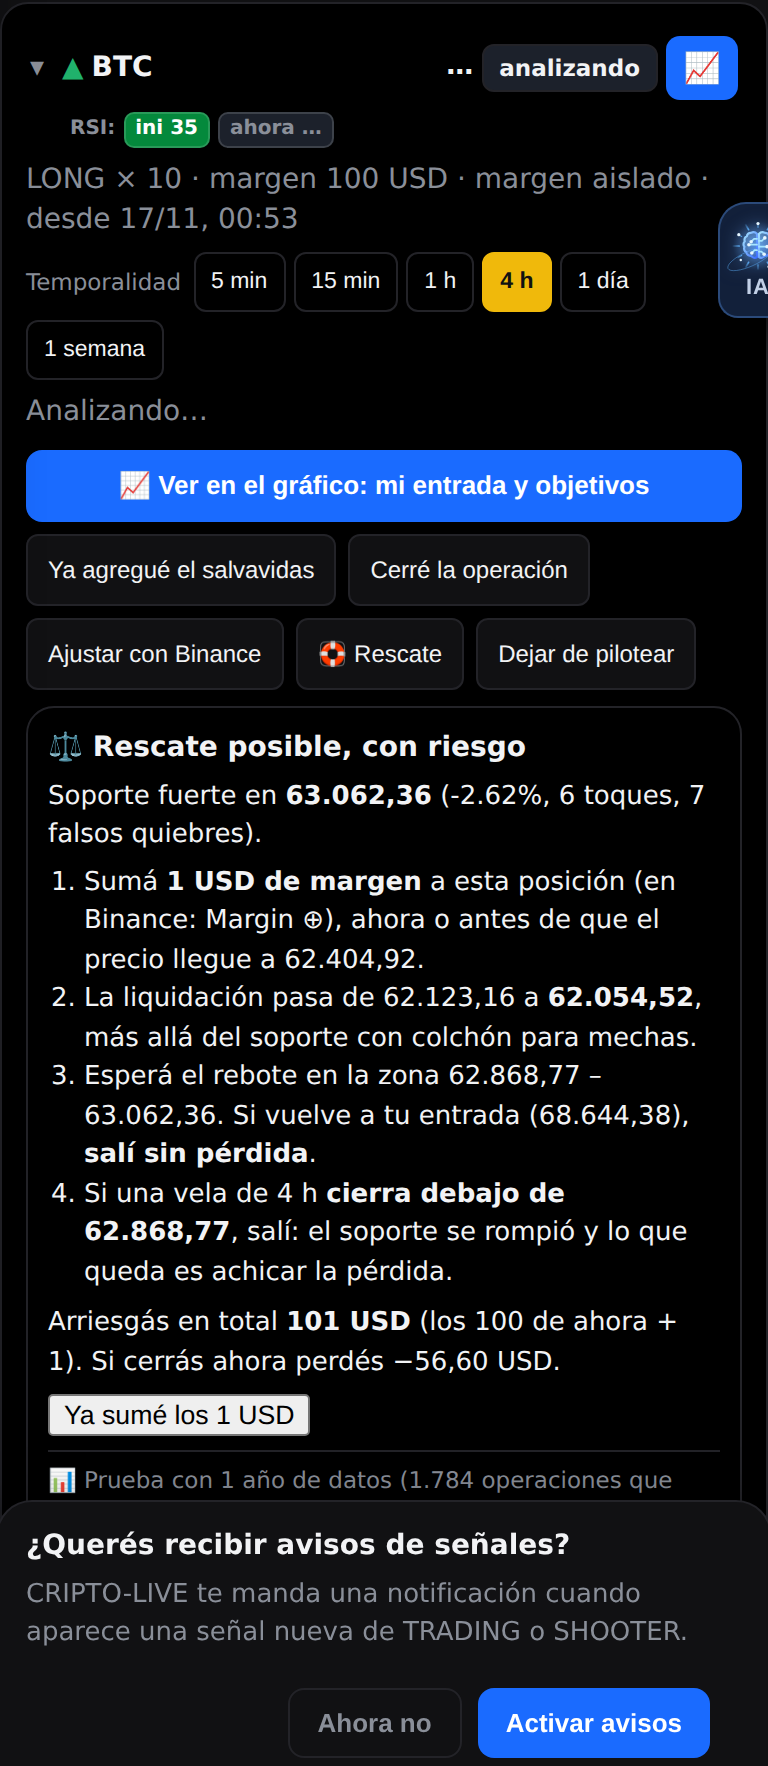 ▼ ▲ BTC ... analizando
RSI: ini 35 ahora ...
LONG × 10 · margen 100 USD · margen aislado ·
desde 17/11, 00:53
IA
Temporalidad 5 min 15 min 1 h 4 h 1 día
1 semana
Analizando...
📈 Ver en el gráfico: mi entrada y objetivos
Ya agregué el salvavidas Cerré la operación
Ajustar con Binance 🛟 Rescate Dejar de pilotear
⚖️ Rescate posible, con riesgo
Soporte fuerte en 63.062,36 (-2.62%, 6 toques, 7
falsos quiebres).
1. Sumá 1 USD de margen a esta posición (en
Binance: Margin ⊕), ahora o antes de que el
precio llegue a 62.404,92.
2. La liquidación pasa de 62.123,16 a 62.054,52,
más allá del soporte con colchón para mechas.
3. Esperá el rebote en la zona 62.868,77 –
63.062,36. Si vuelve a tu entrada (68.644,38),
salí sin pérdida.
4. Si una vela de 4 h cierra debajo de
62.868,77, salí: el soporte se rompió y lo que
queda es achicar la pérdida.
Arriesgás en total 101 USD (los 100 de ahora +
1). Si cerrás ahora perdés −56,60 USD.
Ya sumé los 1 USD
📊 Prueba con 1 año de datos (1.784 operaciones que
¿Querés recibir avisos de señales?
CRIPTO-LIVE te manda una notificación cuando
aparece una señal nueva de TRADING o SHOOTER.
Ahora no Activar avisos